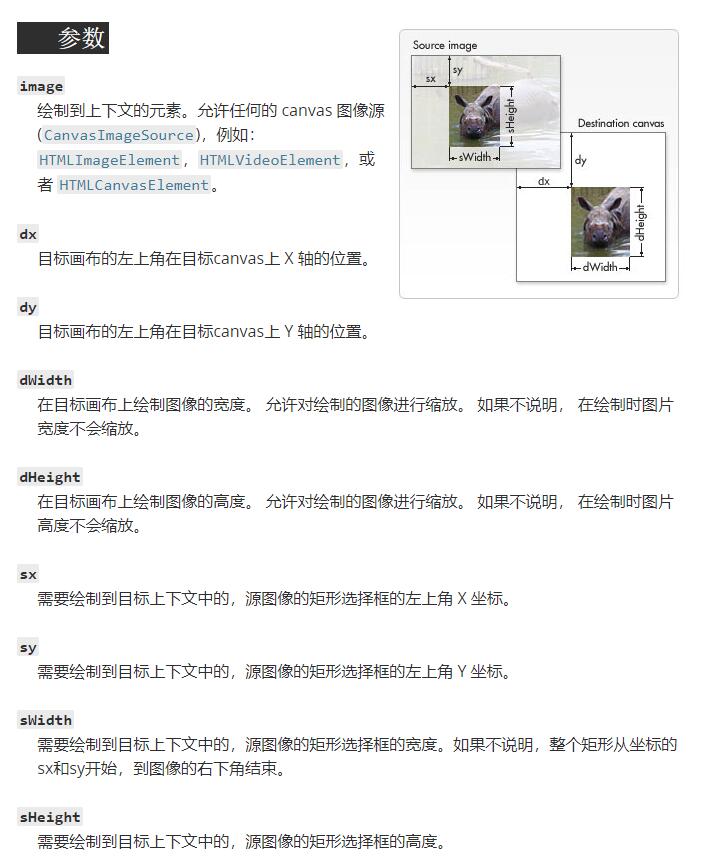 参数
image
绘制到上下文的元素。允许任何的 canvas 图像源
(CanvasImageSource)，例如：
HTMLImageElement，HTMLVideoElement，或
者 HTMLCanvasElement。
Source image
sx
sy
sHeight
sWidth
Destination canvas
dy
dx
dHeight
dWidth
dx
目标画布的左上角在目标canvas上 X 轴的位置。
dy
目标画布的左上角在目标canvas上 Y 轴的位置。
dWidth
在目标画布上绘制图像的宽度。 允许对绘制的图像进行缩放。 如果不说明， 在绘制时图片
宽度不会缩放。
dHeight
在目标画布上绘制图像的高度。 允许对绘制的图像进行缩放。 如果不说明， 在绘制时图片
高度不会缩放。
sx
需要绘制到目标上下文中的，源图像的矩形选择框的左上角 X 坐标。
sy
需要绘制到目标上下文中的，源图像的矩形选择框的左上角 Y 坐标。
sWidth
需要绘制到目标上下文中的，源图像的矩形选择框的宽度。如果不说明，整个矩形从坐标的
sx和sy开始，到图像的右下角结束。
sHeight
需要绘制到目标上下文中的，源图像的矩形选择框的高度。